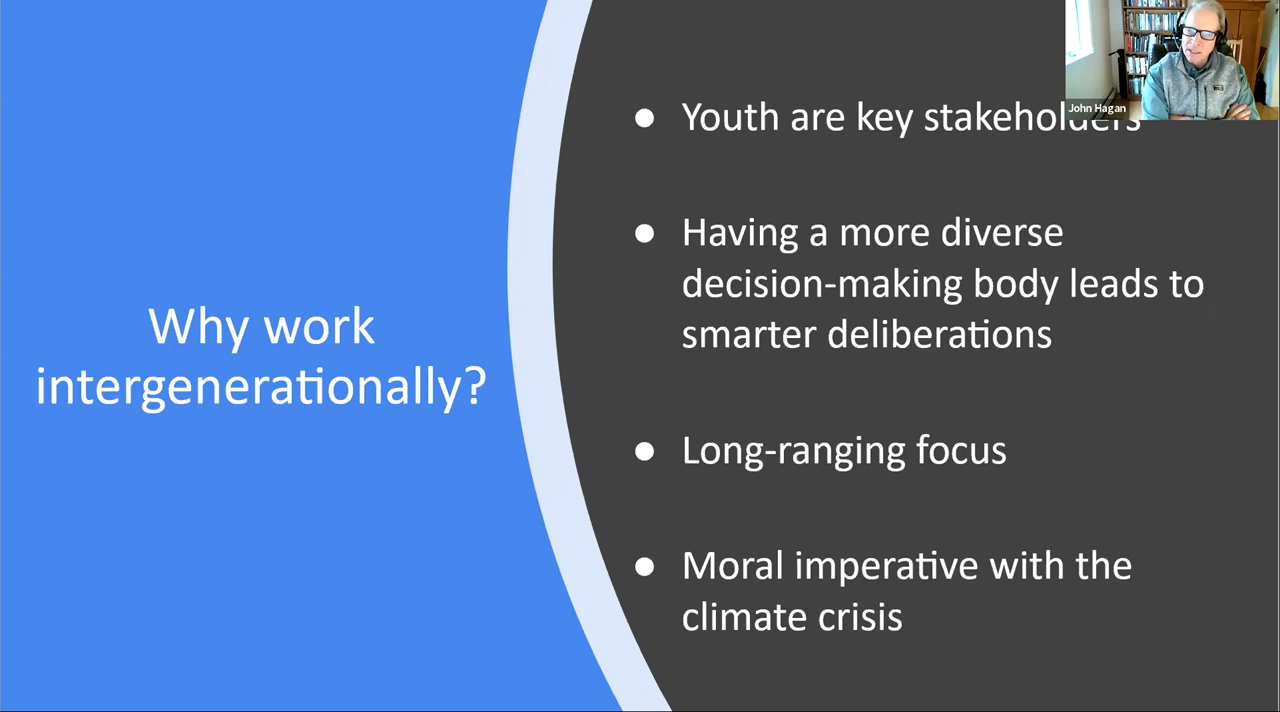 John Hagan
Why work
intergenerationally?
● Youth are key stakeholders
● Having a more diverse
decision-making body leads to
smarter deliberations
● Long-ranging focus
● Moral imperative with the
climate crisis